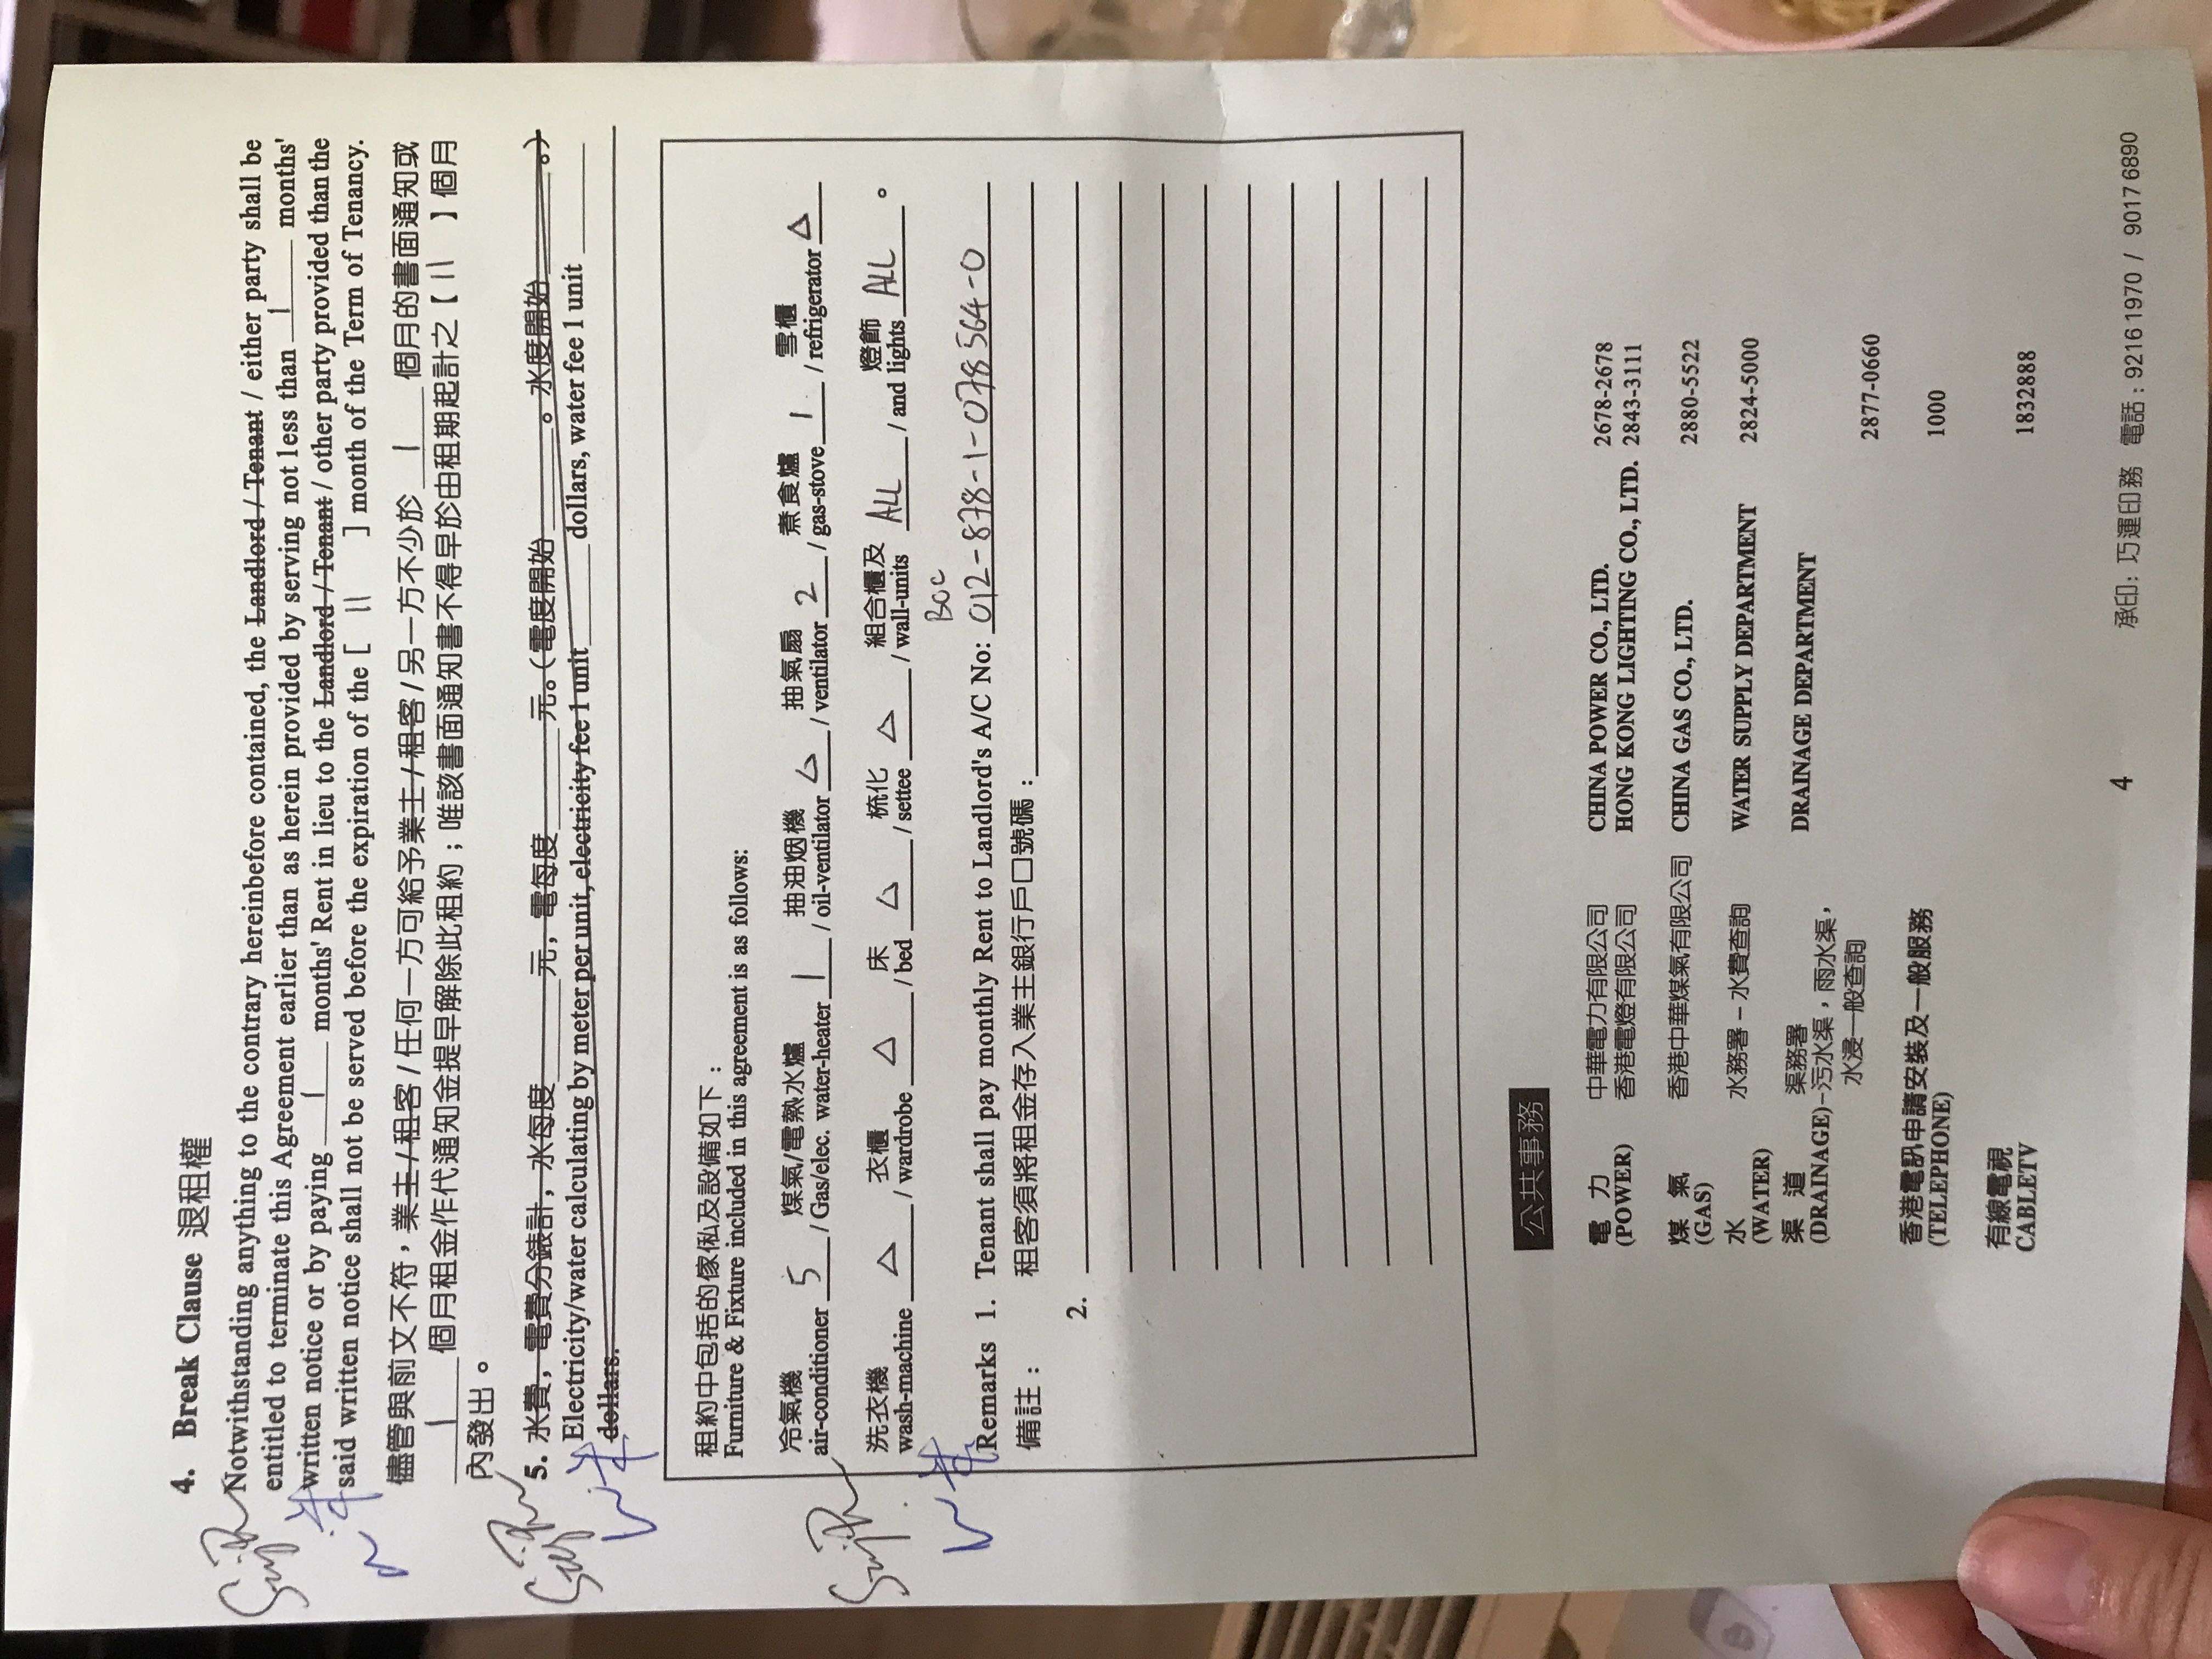 4. Break Clause 退租權
Notwithstanding anything to the contrary hereinbefore contained, the Landlord / Tenant / either party shall be
entitled to terminate this Agreement earlier than as herein provided by serving not less than 1 months'
written notice or by paying 1 months' Rent in lieu to the Landlord / Tenant / other party provided than the
said written notice shall not be served before the expiration of the [ 11 ] month of the Term of Tenancy.
儘管與前文不符，業主/租客/任何一方可給予業主/租客/另一方不少於 1 個月的書面通知或
1 個月租金作代通知金提早解除此租約；唯該書面通知書不得早於由租期起計之【 11 】個月
內發出。
5. 水費，電費分錶計，水每度 元，電每度 元。（電度開始 。水度開始 。）
Electricity/water calculating by meter per unit, electricity fee 1 unit dollars, water fee 1 unit
dollars.
租約中包括的傢俬及設備如下：
Furniture & Fixture included in this agreement is as follows:
冷氣機 煤氣/電熱水爐 抽油烟機 抽氣扇 煮食爐 雪櫃
air-conditioner 5 / Gas/elec. water-heater 1 / oil-ventilator △ / ventilator 2 / gas-stove 1 / refrigerator △
洗衣機 衣櫃 床 梳化 組合櫃及 燈飾
wash-machine △ / wardrobe △ / bed △ / settee △ / wall-units ALL / and lights ALL 。
BOC
Remarks 1. Tenant shall pay monthly Rent to Landlord's A/C No: 012-878-1-078564-0
備註： 租客須將租金存入業主銀行戶口號碼：
2.
公共事務
電力 中華電力有限公司 CHINA POWER CO., LTD. 2678-2678
(POWER) 香港電燈有限公司 HONG KONG LIGHTING CO., LTD. 2843-3111
煤氣 香港中華煤氣有限公司 CHINA GAS CO., LTD. 2880-5522
(GAS)
水 水務署－水費查詢 WATER SUPPLY DEPARTMENT 2824-5000
(WATER)
渠道 渠務署 DRAINAGE DEPARTMENT
(DRAINAGE)–污水渠，雨水渠，
水浸一般查詢 2877-0660
香港電訊申請安裝及一般服務 1000
(TELEPHONE)
有線電視
CABLETV 1832888
4
承印：巧運印務 電話：9216 1970 / 9017 6890